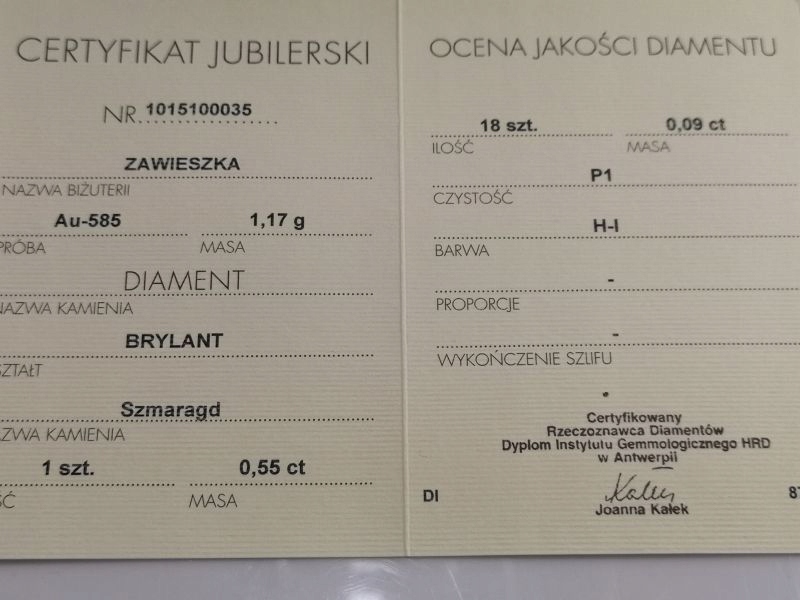 CERTYFIKAT JUBILERSKI
NR. 1015100035
ZAWIESZKA
NAZWA BIŻUTERII
Au-585 1,17 g
PRÓBA MASA
DIAMENT
NAZWA KAMIENIA
BRYLANT
KSZTAŁT
Szmaragd
NAZWA KAMIENIA
1 szt. 0,55 ct
MASA
OCENA JAKOŚCI DIAMENTU
18 szt. 0,09 ct
ILOŚĆ MASA
P1
CZYSTOŚĆ
H-I
BARWA
-
PROPORCJE
-
WYKOŃCZENIE SZLIFU
Certyfikowany
Rzeczoznawca Diamentów
Dyplom Instytutu Gemmologicznego HRD
w Antwerpii
DI 87
Joanna Kałek